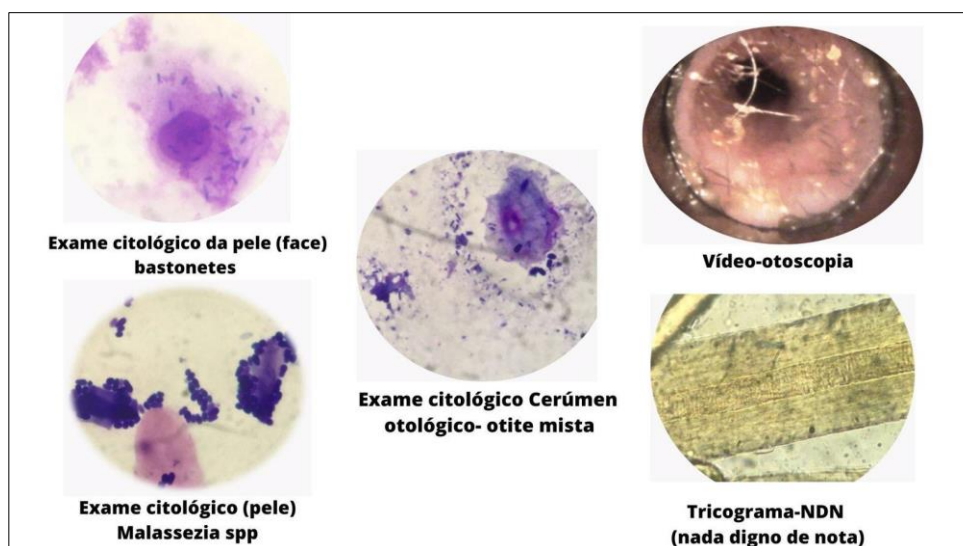 Exame citológico da pele (face)
bastonetes
Exame citológico (pele)
Malassezia spp
Exame citológico Cerúmen
otológico- otite mista
Vídeo-otoscopia
Tricograma-NDN
(nada digno de nota)